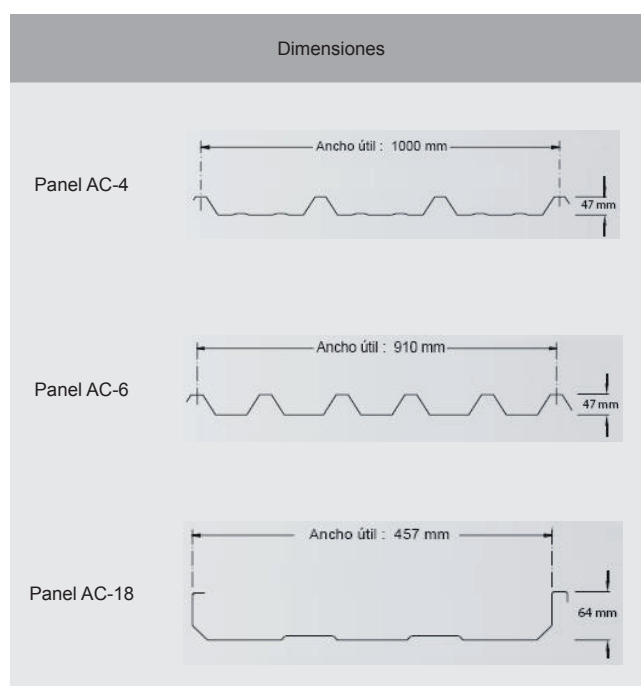 Dimensiones
Ancho útil : 1000 mm
Panel AC-4
47 mm
Ancho útil : 910 mm
Panel AC-6
47 mm
Ancho útil : 457 mm
Panel AC-18
64 mm